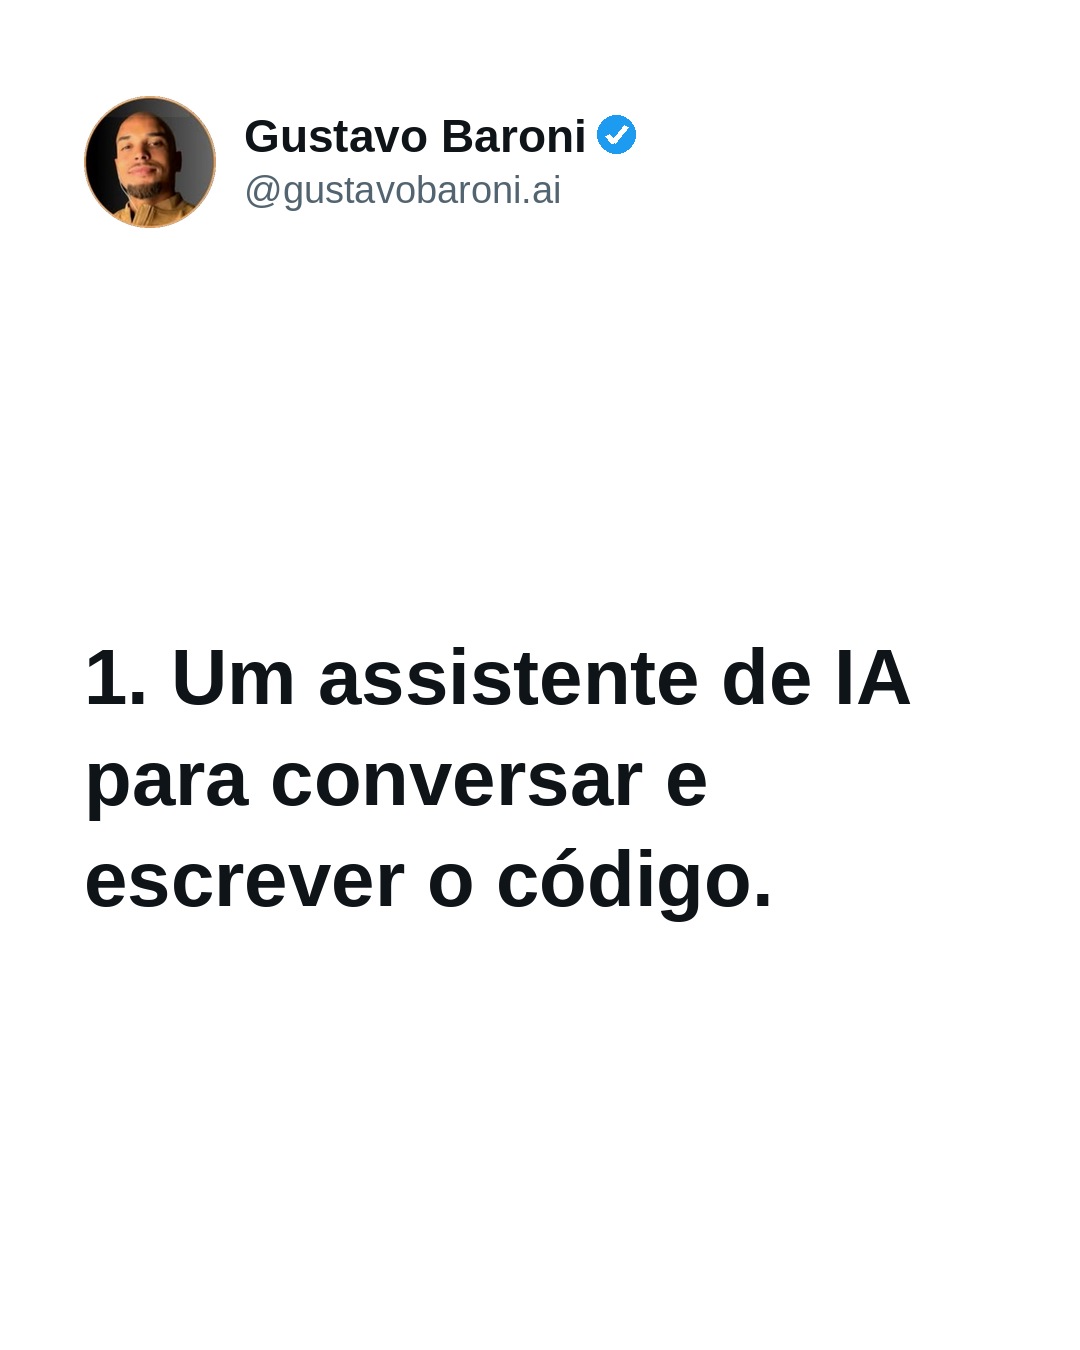 Gustavo Baroni
@gustavobaroni.ai
1. Um assistente de IA
para conversar e
escrever o código.